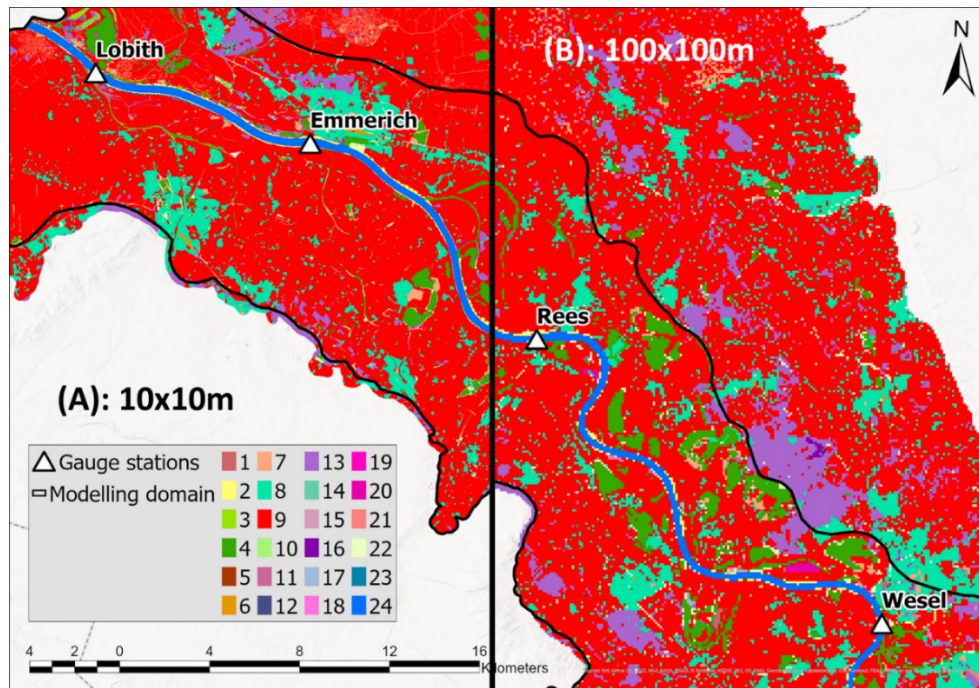 Lobith
(B): 100x100m
N
Emmerich
Rees
(A): 10x10m
Gauge stations
Modelling domain
1 7 13 19
2 8 14 20
3 9 15 21
4 10 16 22
5 11 17 23
6 12 18 24
Wesel
4 2 0 4 8 12 16
Kilometers